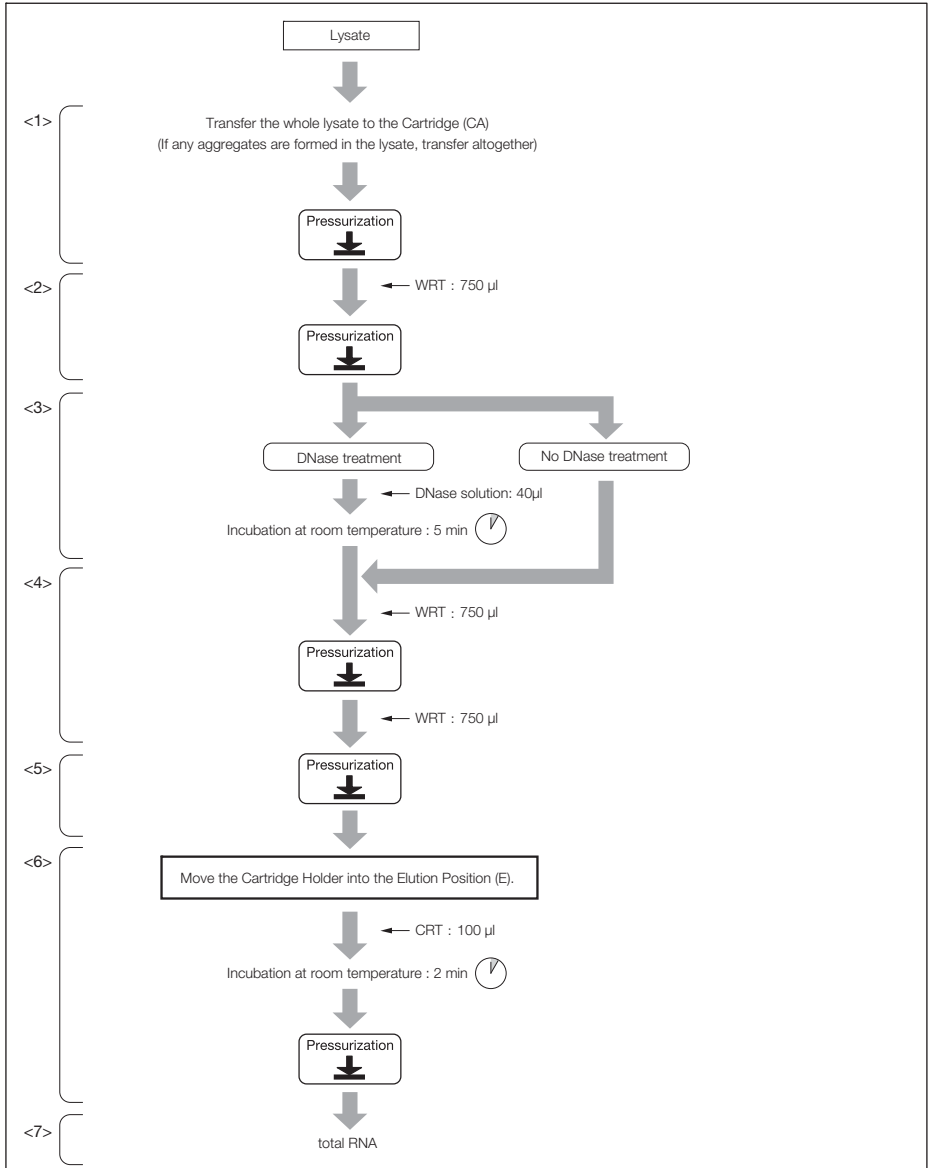 Lysate
<1>
Transfer the whole lysate to the Cartridge (CA)
(If any aggregates are formed in the lysate, transfer altogether)
Pressurization
<2>
WRT : 750 µl
Pressurization
<3>
DNase treatment
No DNase treatment
DNase solution: 40µl
Incubation at room temperature : 5 min
<4>
WRT : 750 µl
Pressurization
WRT : 750 µl
<5>
Pressurization
<6>
Move the Cartridge Holder into the Elution Position (E).
CRT : 100 µl
Incubation at room temperature : 2 min
Pressurization
<7>
total RNA